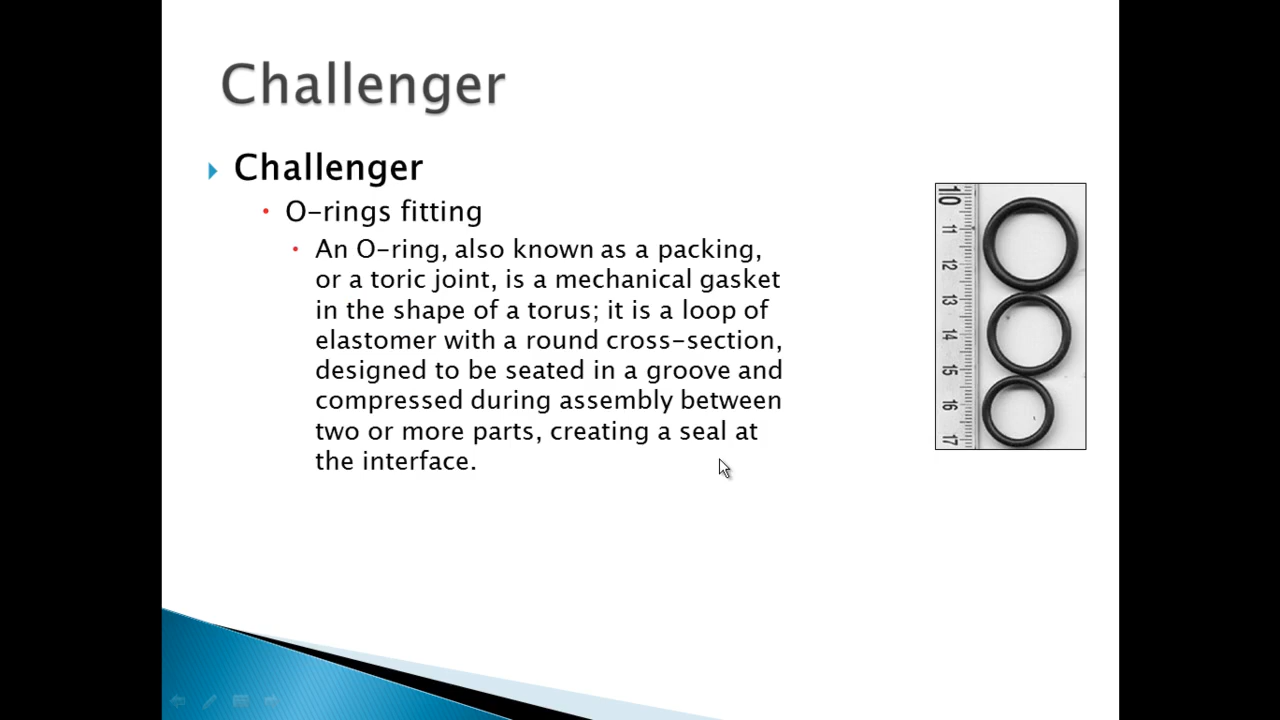 Challenger
Challenger
O-rings fitting
An O-ring, also known as a packing,
or a toric joint, is a mechanical gasket
in the shape of a torus; it is a loop of
elastomer with a round cross-section,
designed to be seated in a groove and
compressed during assembly between
two or more parts, creating a seal at
the interface.
10
11
12
13
14
15
16
17